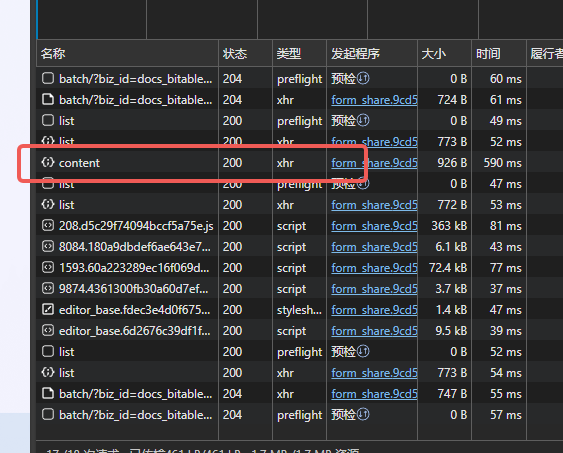 名称 状态 类型 发起程序 大小 时间 履行者
batch/?biz_id=docs_bitable... 204 preflight 预检 0 B 60 ms
batch/?biz_id=docs_bitable... 204 xhr form_share.9cd5 724 B 61 ms
list 200 preflight 预检 0 B 49 ms
list 200 xhr form_share.9cd5 773 B 52 ms
content 200 xhr form_share.9cd5 926 B 590 ms
list 200 preflight 预检 0 B 47 ms
list 200 xhr form_share.9cd5 772 B 53 ms
208.d5c29f74094bccf5a75e.js 200 script form_share.9cd5 363 kB 81 ms
8084.180a9dbdef6ae643e7... 200 script form_share.9cd5 6.1 kB 43 ms
1593.60a223289ec16f069d... 200 script form_share.9cd5 72.4 kB 77 ms
9874.4361300fb30a60d7ef... 200 script form_share.9cd5 3.7 kB 37 ms
editor_base.fdec3e4d0f675... 200 stylesh... form_share.9cd5 1.4 kB 47 ms
editor_base.6d2676c39df1f... 200 script form_share.9cd5 9.5 kB 39 ms
list 200 preflight 预检 0 B 52 ms
list 200 xhr form_share.9cd5 773 B 54 ms
batch/?biz_id=docs_bitable... 204 xhr form_share.9cd5 747 B 55 ms
batch/?biz_id=docs_bitable... 204 preflight 预检 0 B 57 ms